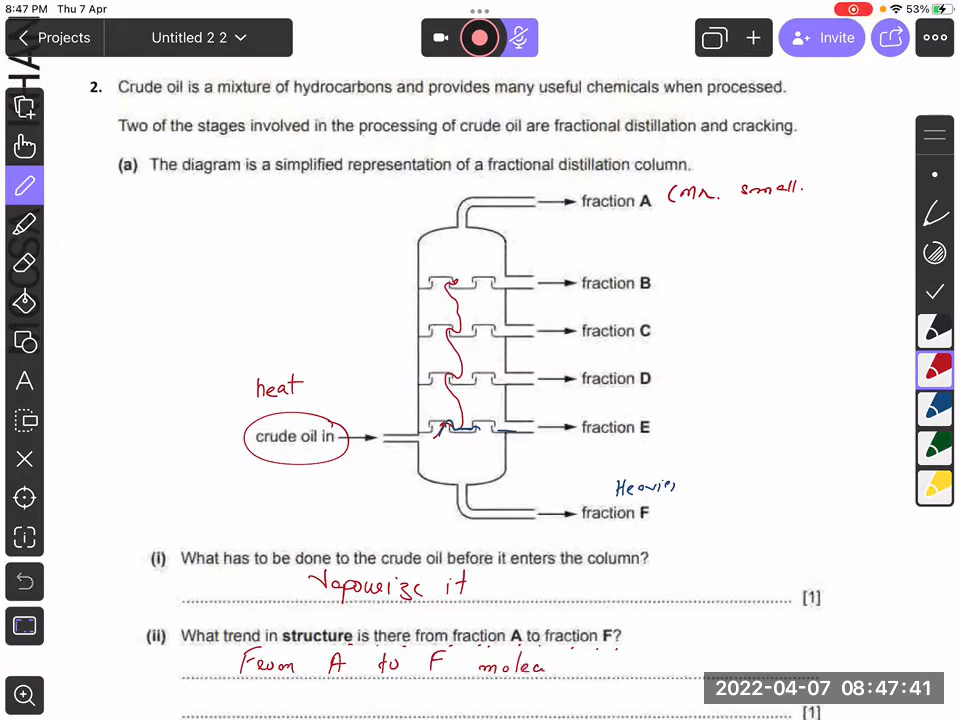 8:47 PM Thu 7 Apr
53%
Projects
Untitled 2 2
Invite
2. Crude oil is a mixture of hydrocarbons and provides many useful chemicals when processed.
Two of the stages involved in the processing of crude oil are fractional distillation and cracking.
(a) The diagram is a simplified representation of a fractional distillation column.
fraction A (Mr. small.
fraction B
fraction C
fraction D
heat
fraction E
crude oil in
Heavier
fraction F
(i) What has to be done to the crude oil before it enters the column?
Vapourize it
[1]
(ii) What trend in structure is there from fraction A to fraction F?
From A to F molec
2022-04-07 08:47:41
[1]